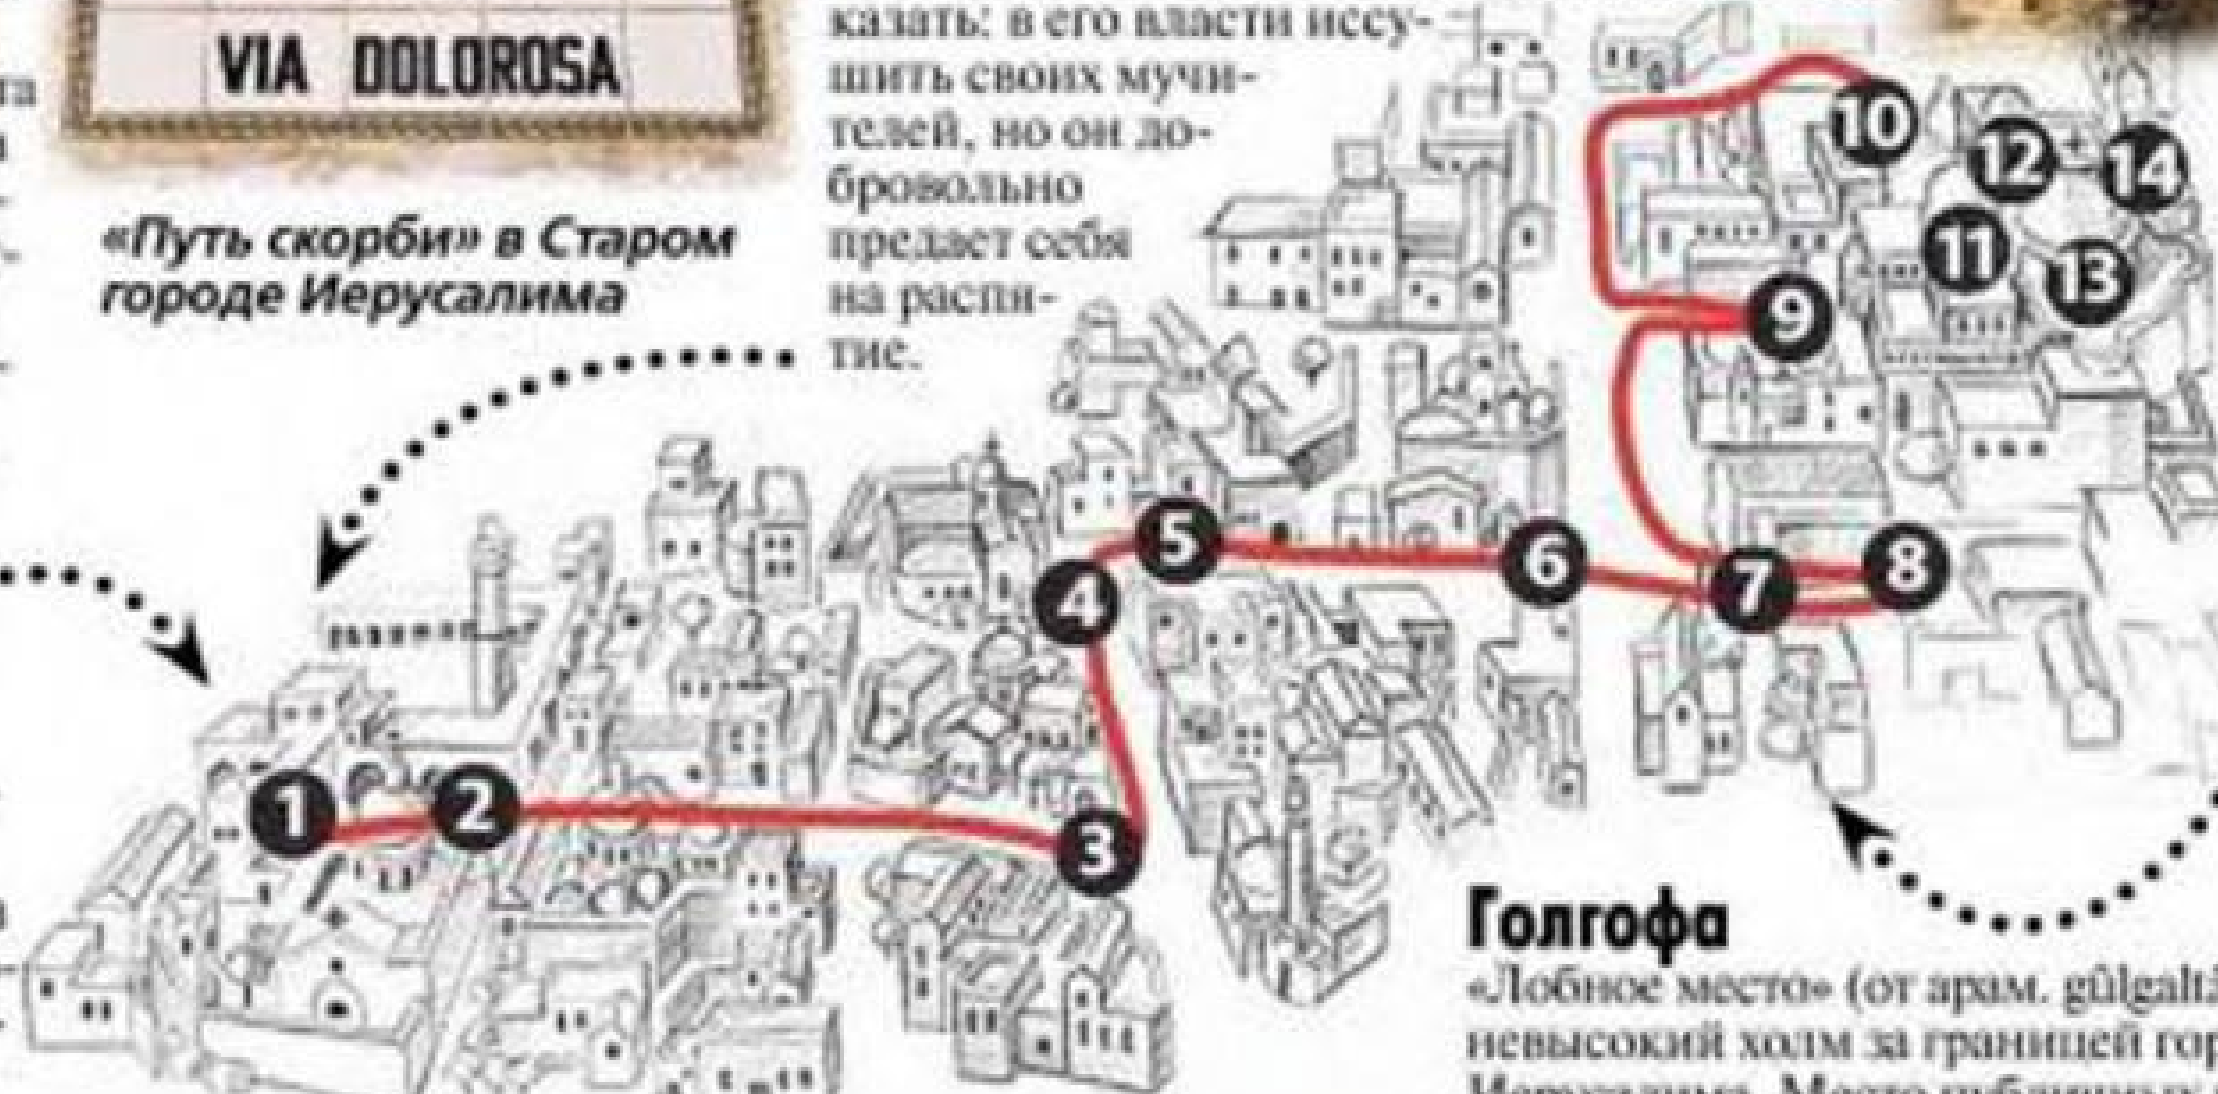 VIA DOLOROSA
«Путь скорби» в Старом
городе Иерусалима
казать: в его власти иссу-
шить своих мучи-
телей, но он до-
бровольно
предает себя
на распя-
тие.
10
12
14
11
13
9
5
6
7
8
4
1
2
3
Голгофа
«Лобное место» (от арам. gûlgaltâ
невысокий холм за границей гор